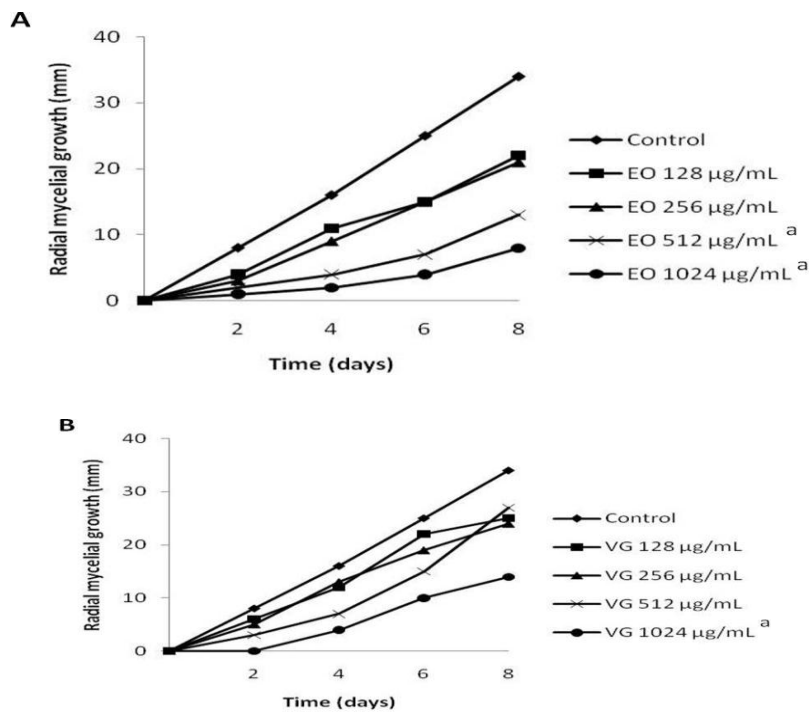 A
Radial mycelial growth (mm)
40
30
20
10
0
2 4 6 8
Time (days)
Control
EO 128 µg/mL
EO 256 µg/mL
EO 512 µg/mL a
EO 1024 µg/mL a
B
Radial mycelial growth (mm)
40
30
20
10
0
2 4 6 8
Time (days)
Control
VG 128 µg/mL
VG 256 µg/mL
VG 512 µg/mL
VG 1024 µg/mL a